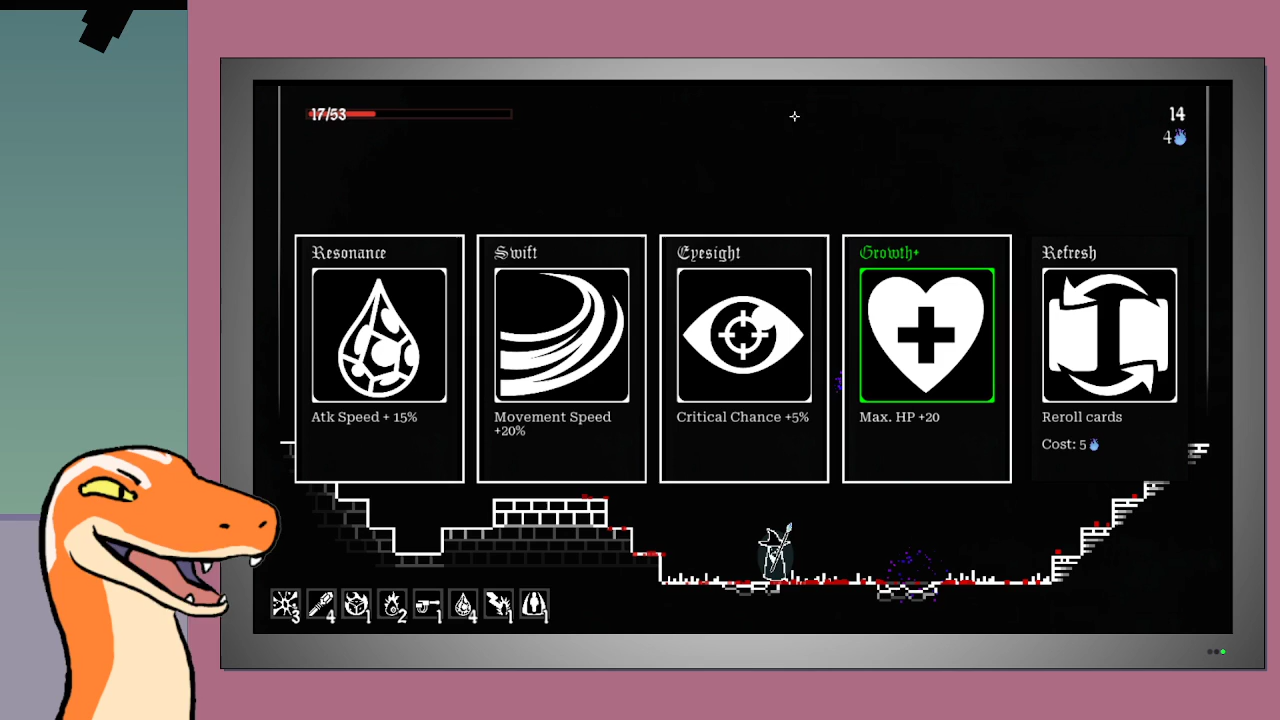 17/53
14
4
Resonance
Swift
Eyesight
Growth+
Refresh
Atk Speed + 15%
Movement Speed
+20%
Critical Chance +5%
Max. HP +20
Reroll cards
Cost: 5
3 4 1 2 1 4 1 1